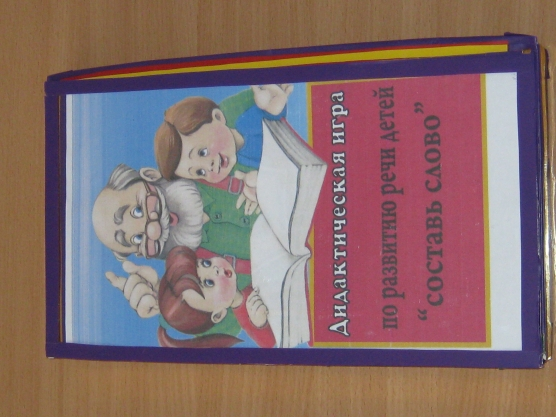 Дидактическая игра
по развитию речи детей
“составь слово”